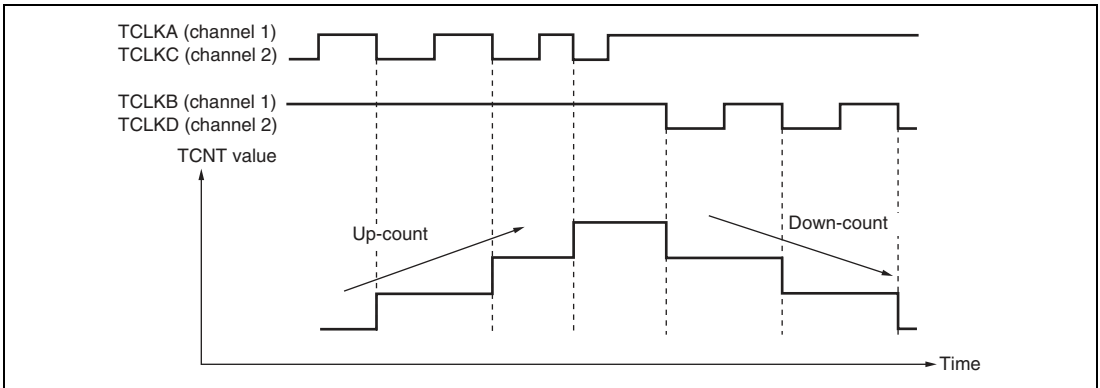 TCLKA (channel 1)
TCLKC (channel 2)
TCLKB (channel 1)
TCLKD (channel 2)
TCNT value
Up-count
Down-count
Time